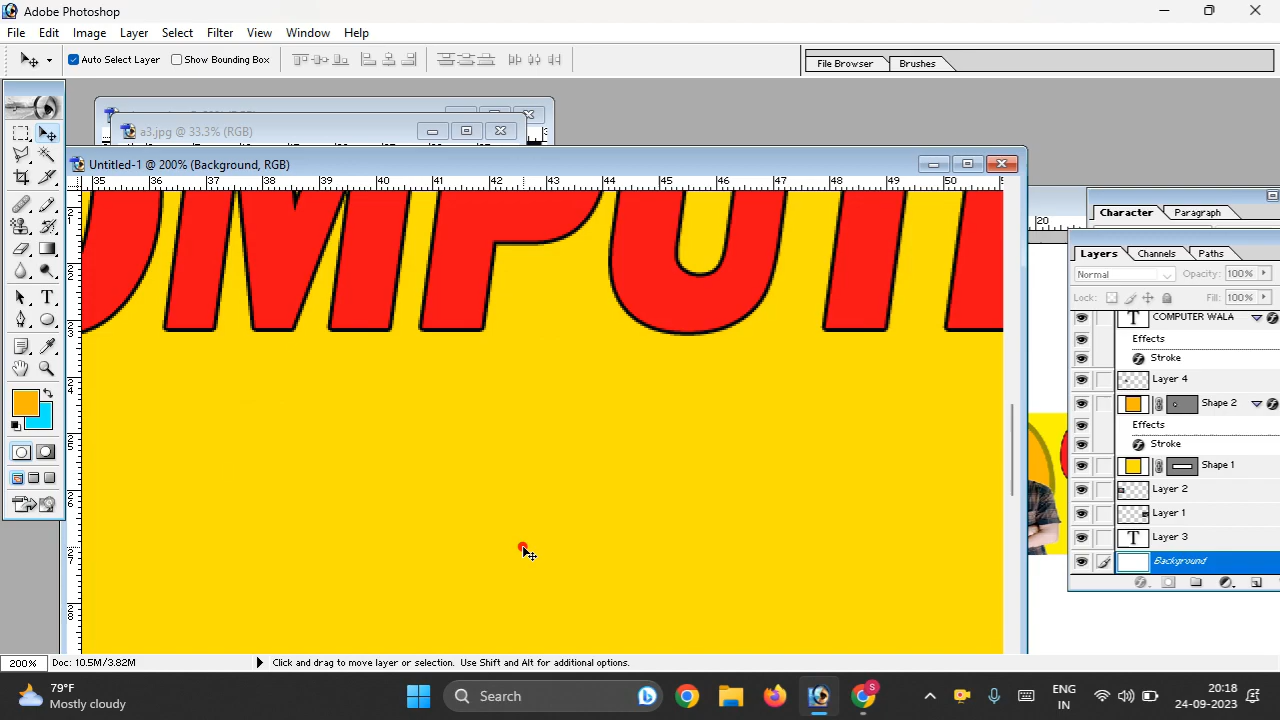 Adobe Photoshop
File Edit Image Layer Select Filter View Window Help
Auto Select Layer Show Bounding Box File Browser Brushes
a3.jpg @ 33.3% (RGB)
Untitled-1 @ 200% (Background, RGB)
35 36 37 38 39 40 41 42 43 44 45 46 47 48 49 50
20
Character Paragraph
OMPUTE
Layers Channels Paths
Normal Opacity: 100%
Lock: Fill: 100%
T COMPUTER WALA
Effects
Stroke
Layer 4
Shape 2
Effects
Stroke
Shape 1
Layer 2
Layer 1
T Layer 3
Background
200% Doc: 10.5M/3.82M Click and drag to move layer or selection. Use Shift and Alt for additional options.
79°F
Mostly cloudy
Search
ENG
IN
20:18
24-09-2023